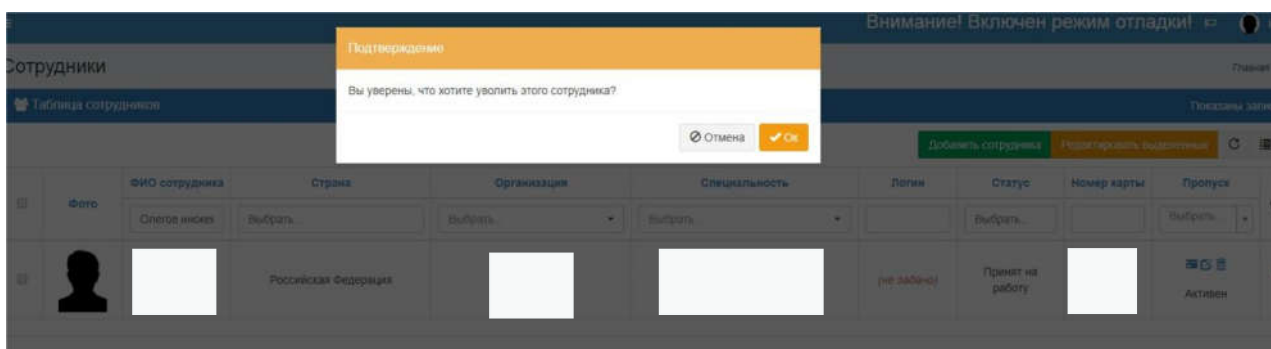 Внимание! Включен режим отладки!
Подтверждение
Сотрудники
Главная
Вы уверены, что хотите уволить этого сотрудника?
Таблица сотрудников
Показаны запи
Отмена
Ок
Добавить сотрудника
Редактировать выделенные
ФИО сотрудника Страна Организация Специальность Логин Статус Номер карты Пропуск
Фото
Выбрать... Выбрать... Выбрать... Выбрать... Выбрать...
Российская Федерация
(не задано)
Принят на
работу
Активен